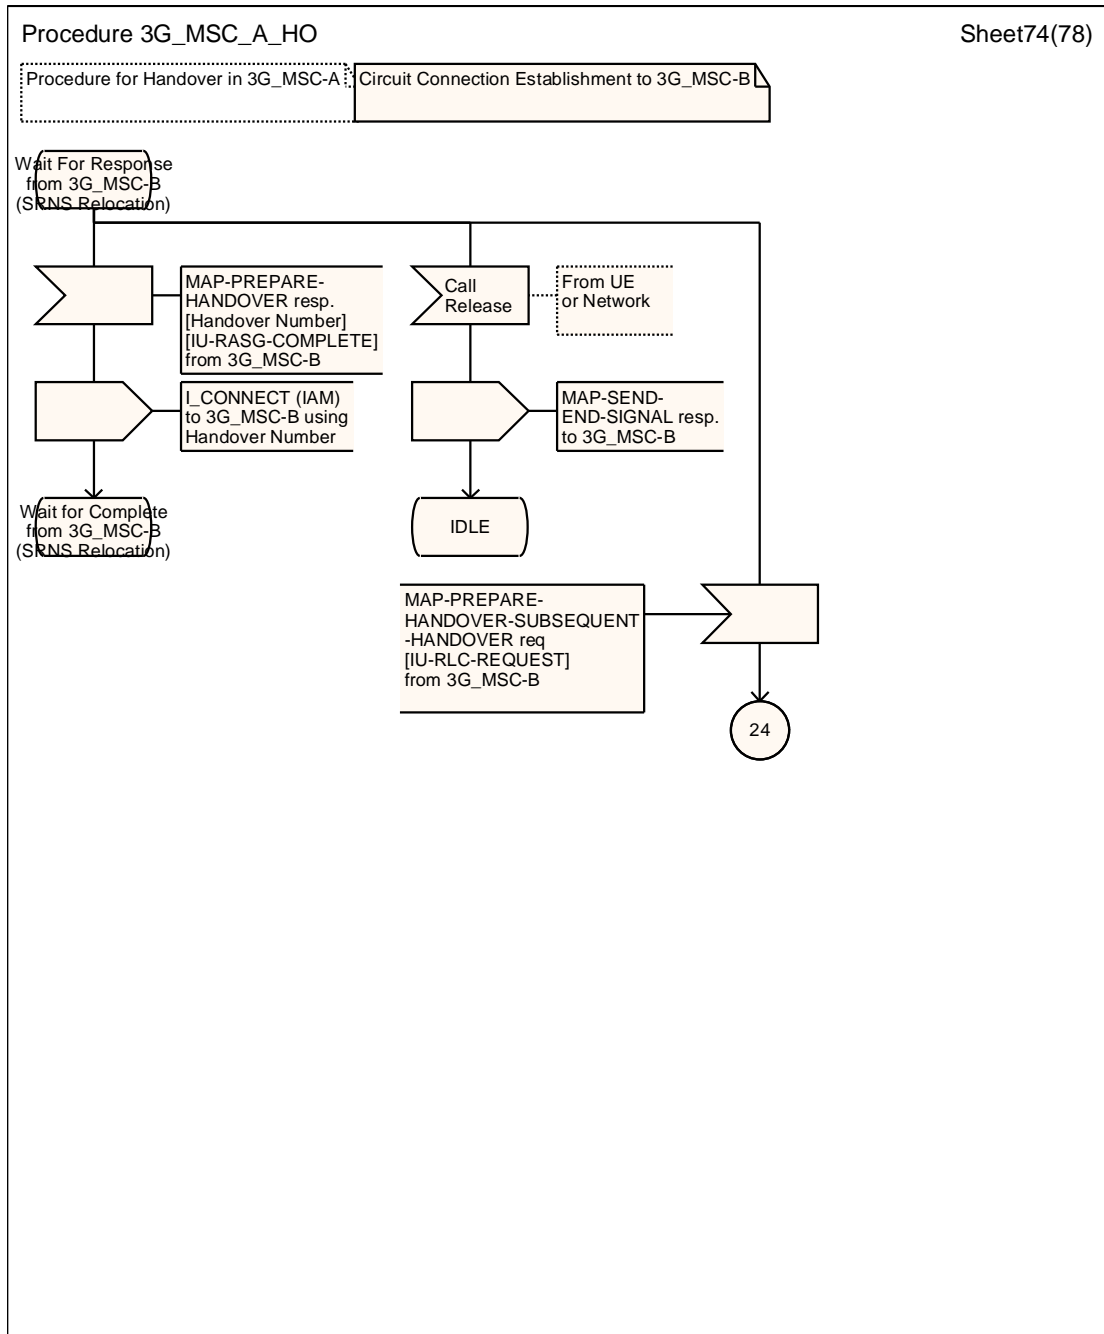 Procedure 3G_MSC_A_HO
Sheet74(78)
Procedure for Handover in 3G_MSC-A
Circuit Connection Establishment to 3G_MSC-B
Wait For Response
from 3G_MSC-B
(SRNS Relocation)
MAP-PREPARE-
HANDOVER resp.
[Handover Number]
[IU-RASG-COMPLETE]
from 3G_MSC-B
Call
Release
From UE
or Network
I_CONNECT (IAM)
to 3G_MSC-B using
Handover Number
MAP-SEND-
END-SIGNAL resp.
to 3G_MSC-B
Wait for Complete
from 3G_MSC-B
(SRNS Relocation)
IDLE
MAP-PREPARE-
HANDOVER-SUBSEQUENT
-HANDOVER req
[IU-RLC-REQUEST]
from 3G_MSC-B
24